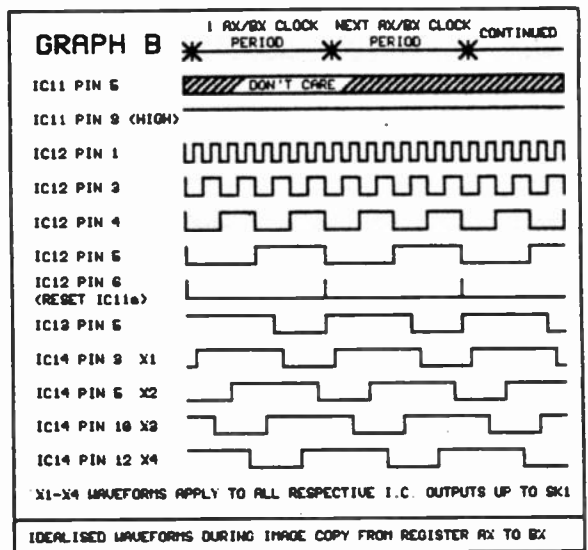 GRAPH B
1 AX/BX CLOCK PERIOD
NEXT AX/BX CLOCK PERIOD
CONTINUED
IC11 PIN 5
DON'T CARE
IC11 PIN 9 (HIGH)
IC12 PIN 1
IC12 PIN 3
IC12 PIN 4
IC12 PIN 5
IC12 PIN 6
(RESET IC11a)
IC13 PIN 5
IC14 PIN 3 X1
IC14 PIN 5 X2
IC14 PIN 10 X3
IC14 PIN 12 X4
X1-X4 WAVEFORMS APPLY TO ALL RESPECTIVE I.C. OUTPUTS UP TO SK1
IDEALISED WAVEFORMS DURING IMAGE COPY FROM REGISTER AX TO BX